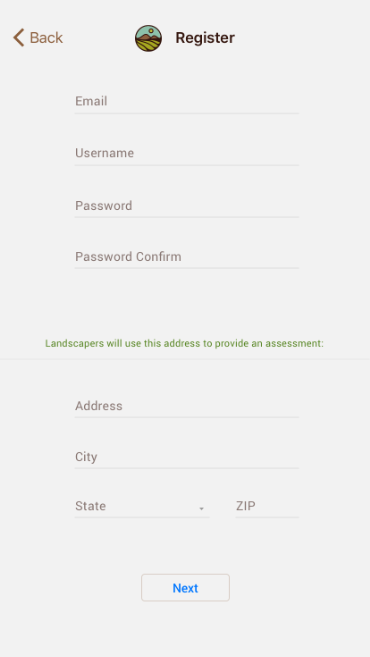 Back
Register
Email
Username
Password
Password Confirm
Landscapers will use this address to provide an assessment:
Address
City
State ZIP
Next